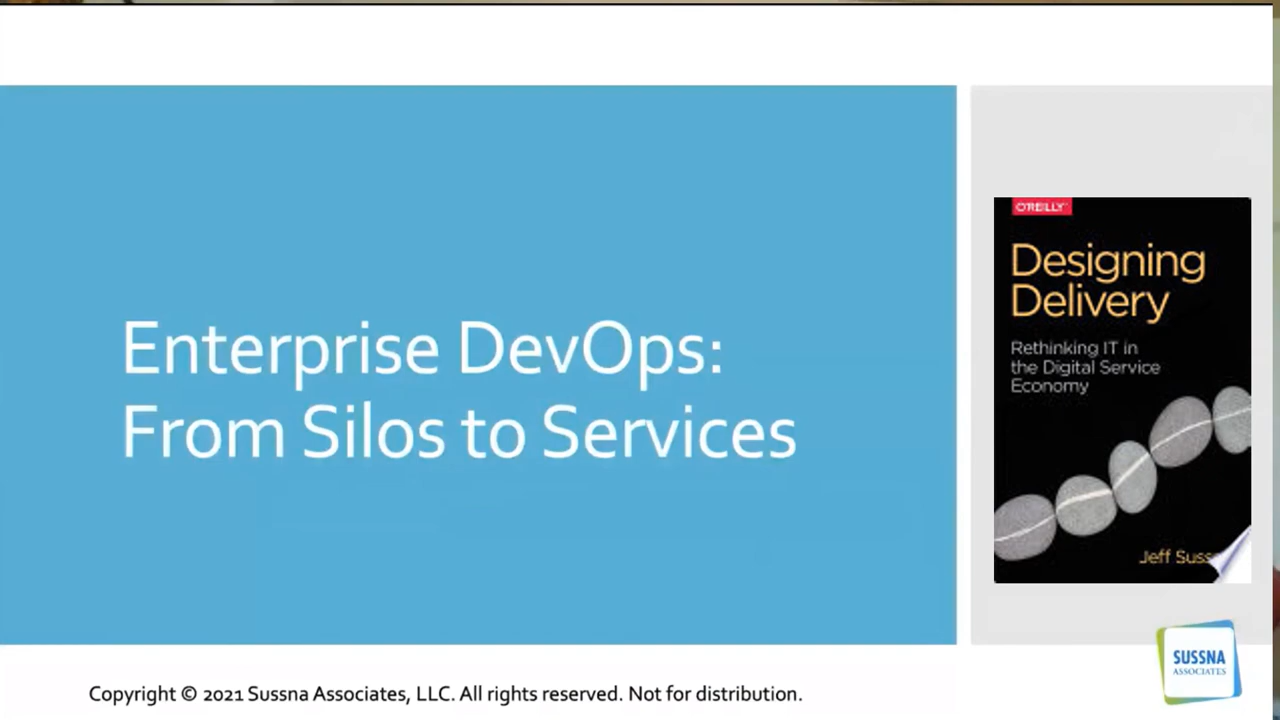 Enterprise DevOps:
From Silos to Services
O'REILLY
Designing
Delivery
Rethinking IT in
the Digital Service
Economy
Jeff
SUSSNA
ASSOCIATES
Copyright © 2021 Sussna Associates, LLC. All rights reserved. Not for distribution.